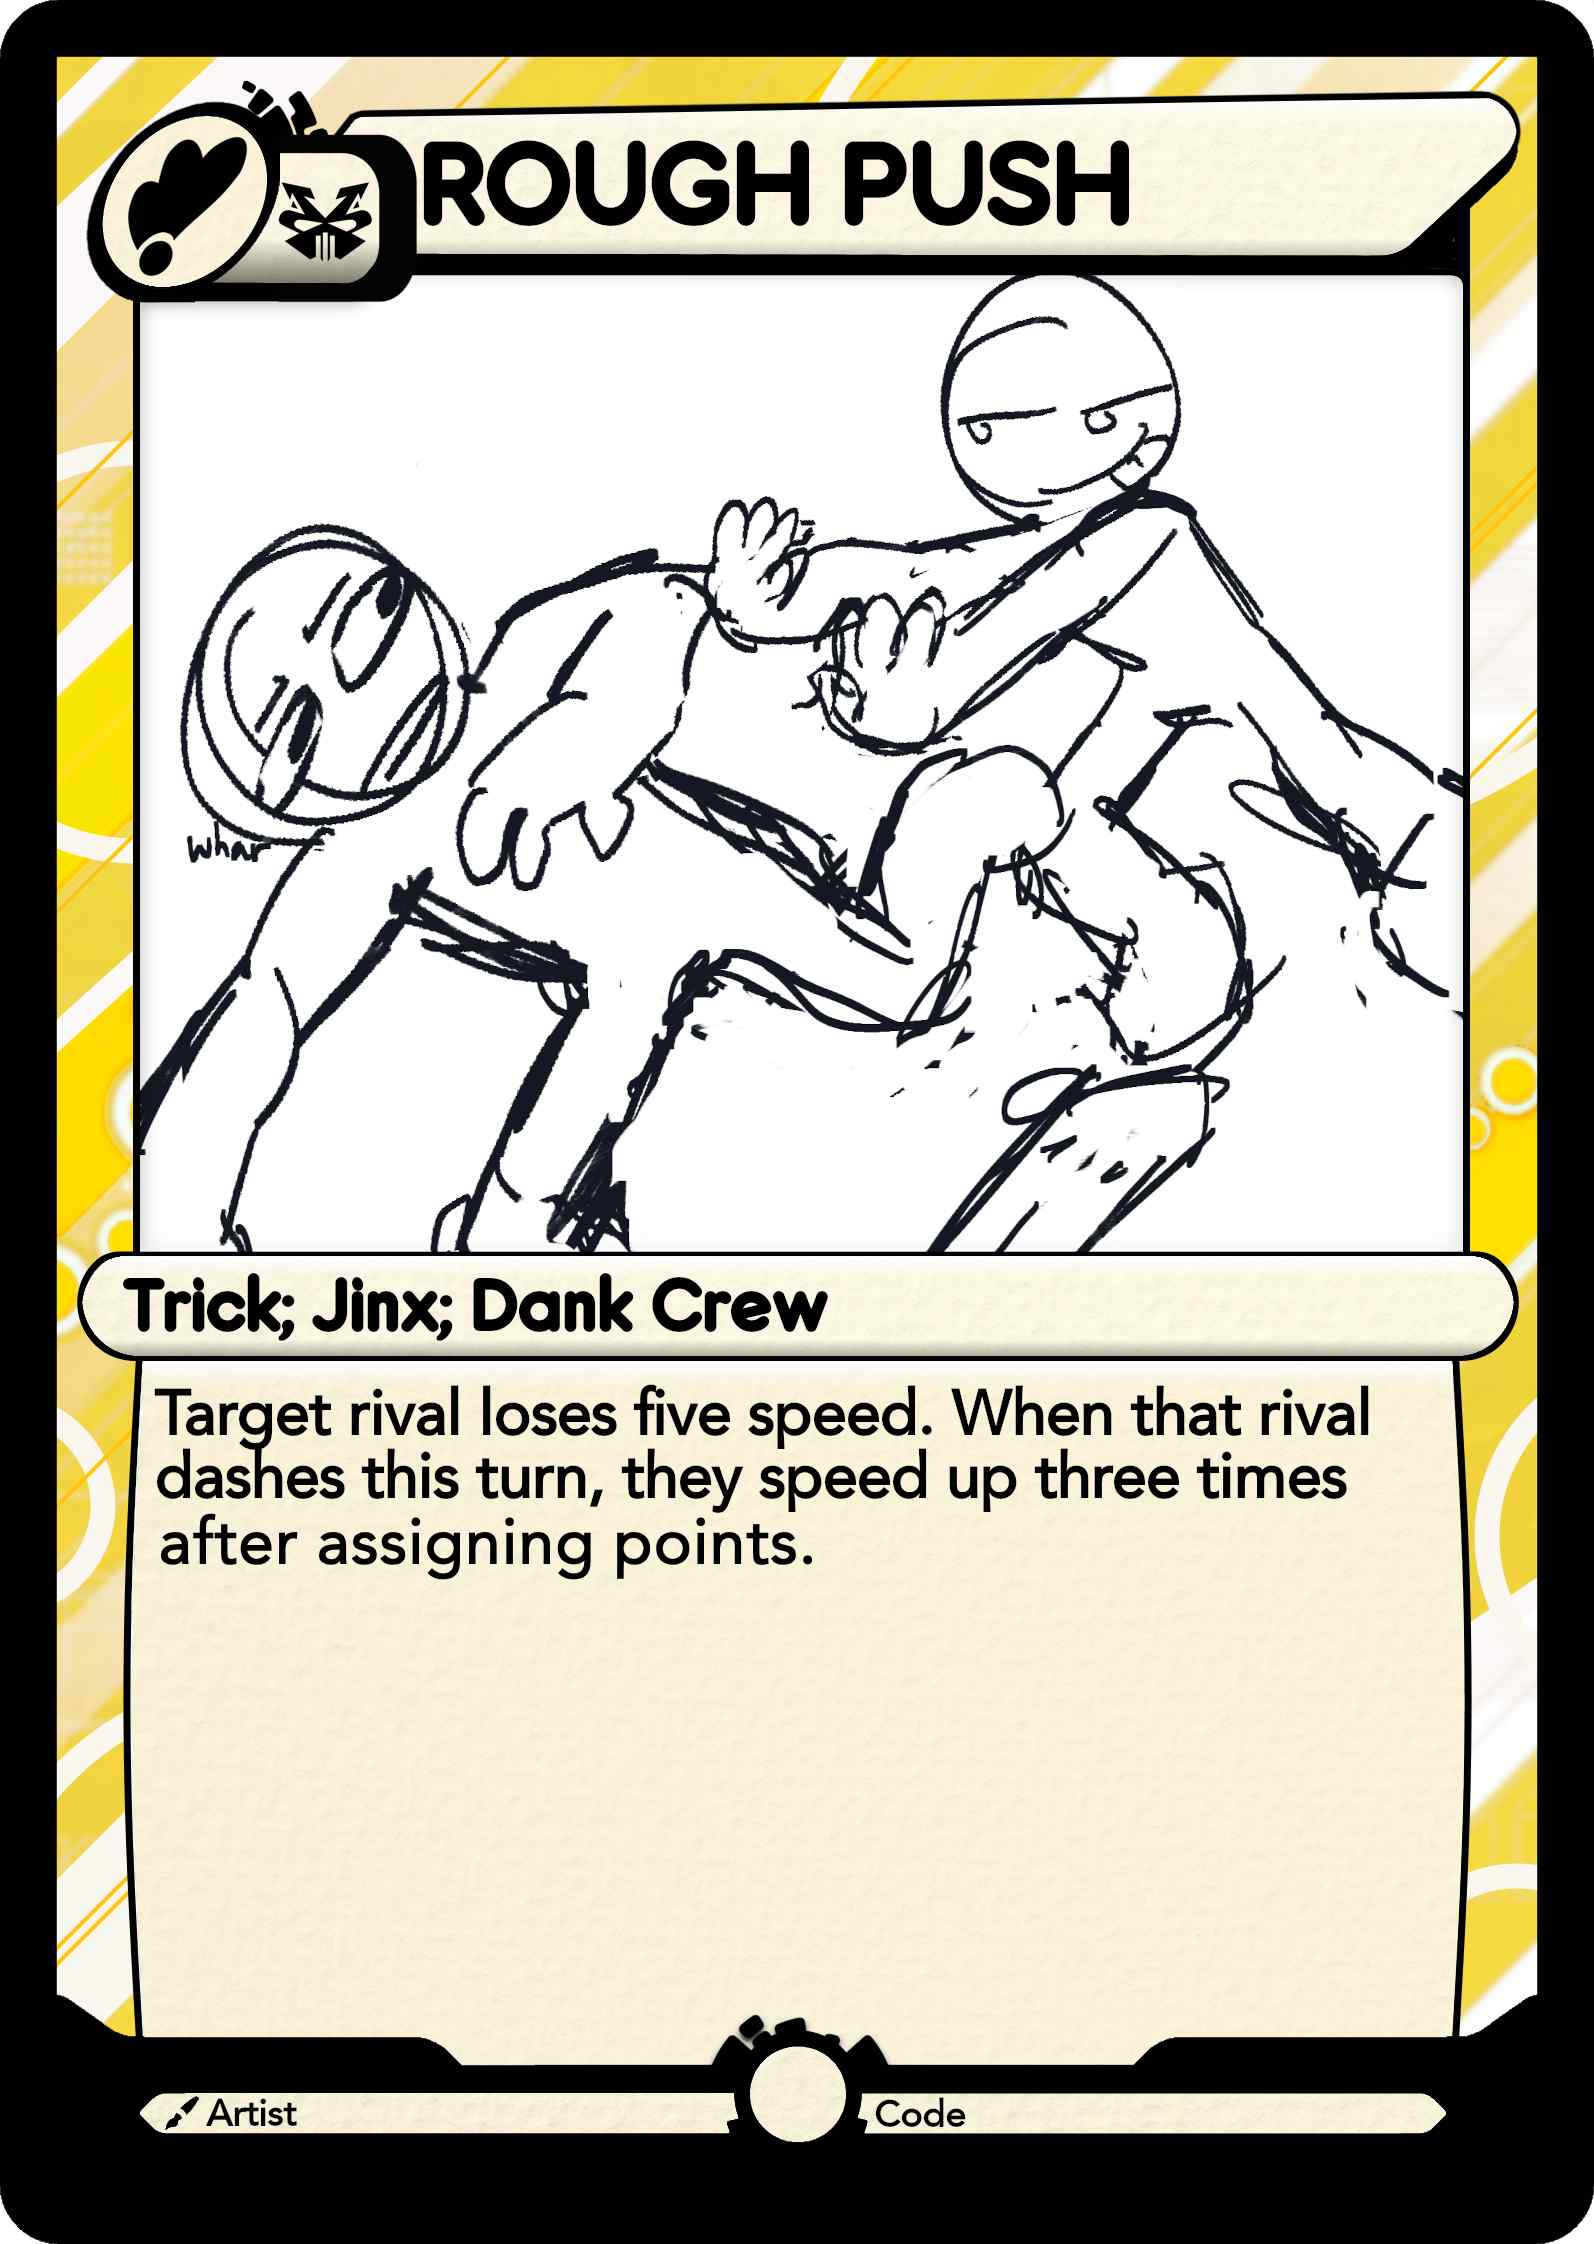 ROUGH PUSH
whar
Trick; Jinx; Dank Crew
Target rival loses five speed. When that rival
dashes this turn, they speed up three times
after assigning points.
Artist
Code